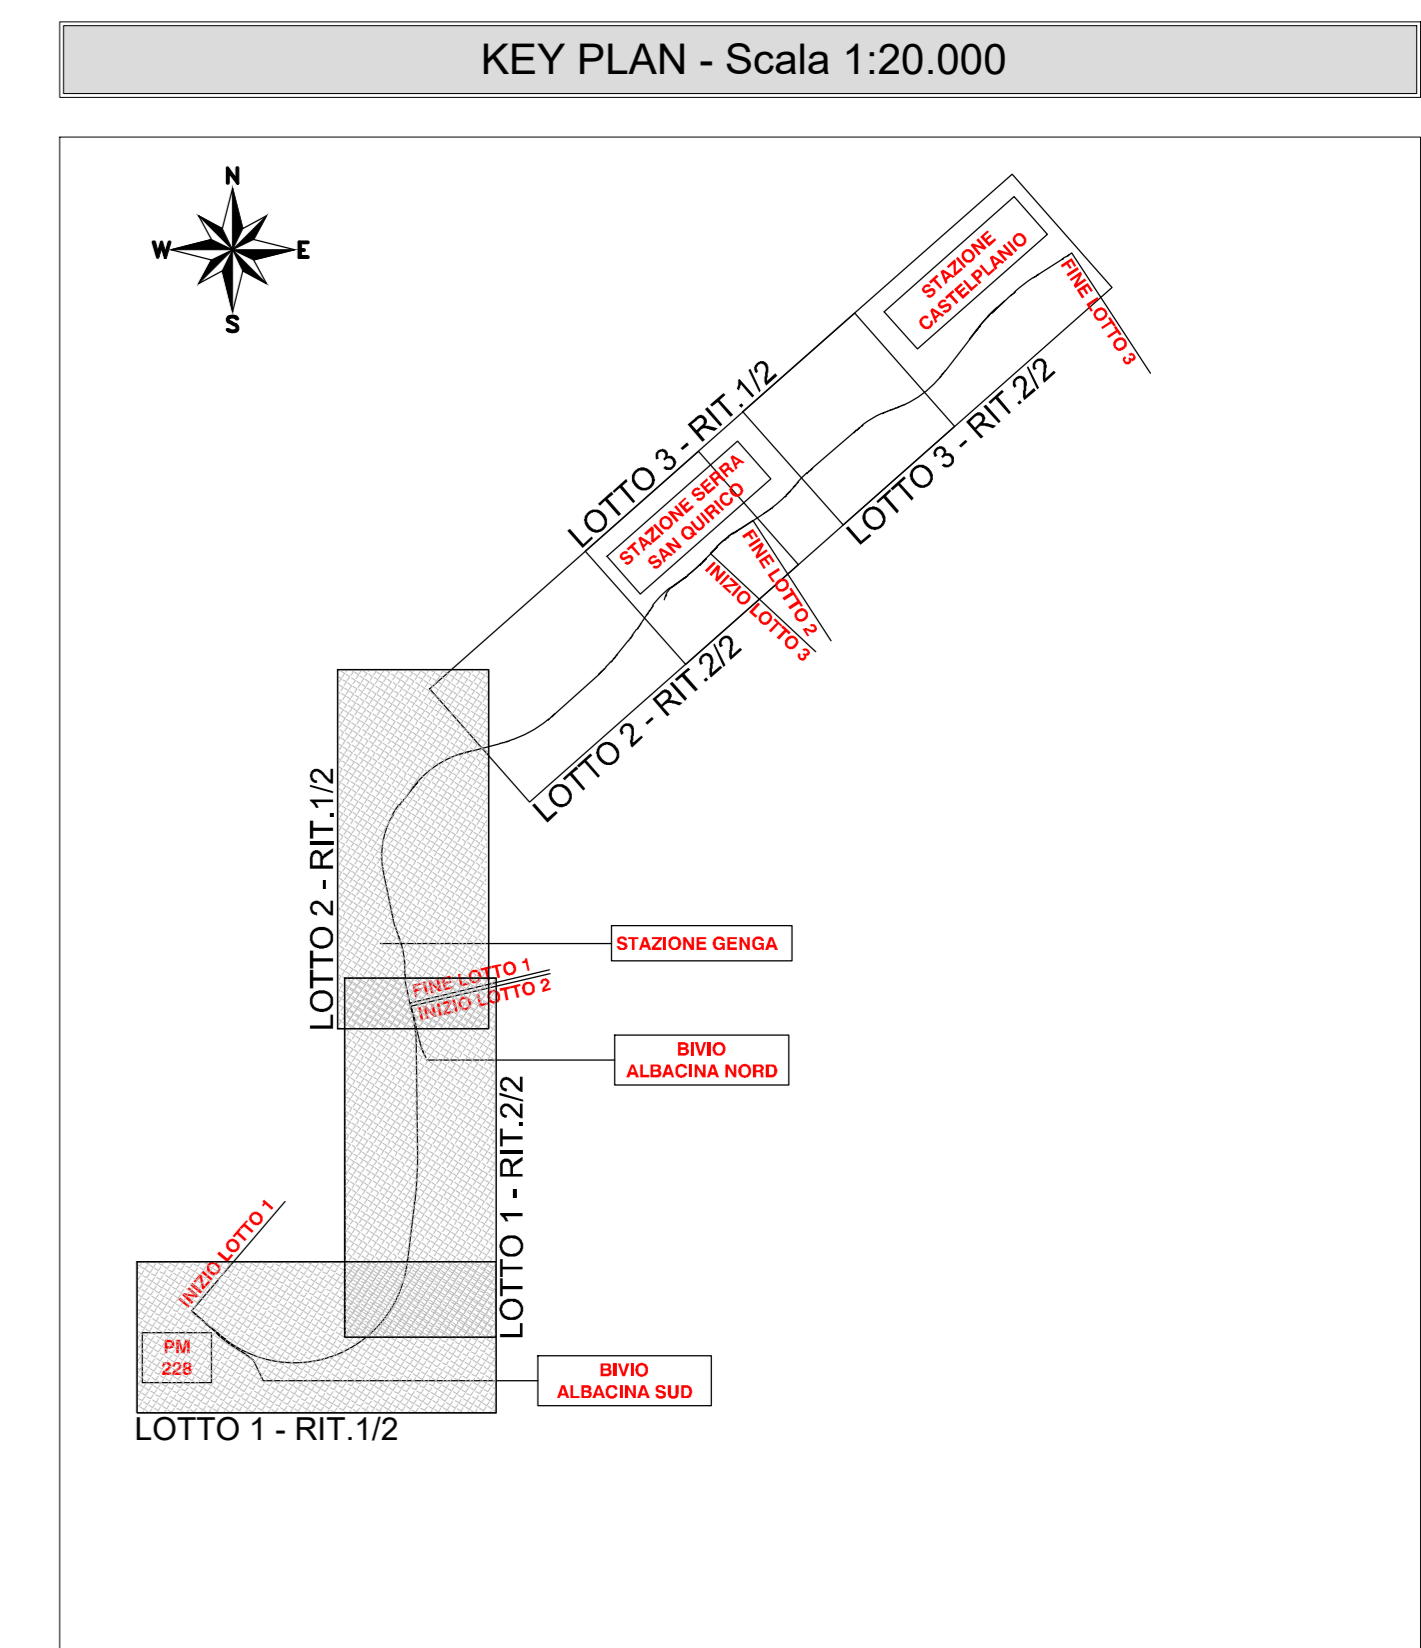 KEY PLAN - Scala 1:20.000
N
W
E
S
STAZIONE
CASTELPLANIO
FINE LOTTO 3
LOTTO 3 - RIT.1/2
LOTTO 3 - RIT.2/2
STAZIONE SERRA
SAN QUIRICO
FINE LOTTO 2
INIZIO LOTTO 3
LOTTO 2 - RIT.2/2
LOTTO 2 - RIT.1/2
STAZIONE GENGA
FINE LOTTO 1
INIZIO LOTTO 2
BIVIO
ALBACINA NORD
LOTTO 1 - RIT.2/2
INIZIO LOTTO 1
PM
228
BIVIO
ALBACINA SUD
LOTTO 1 - RIT.1/2